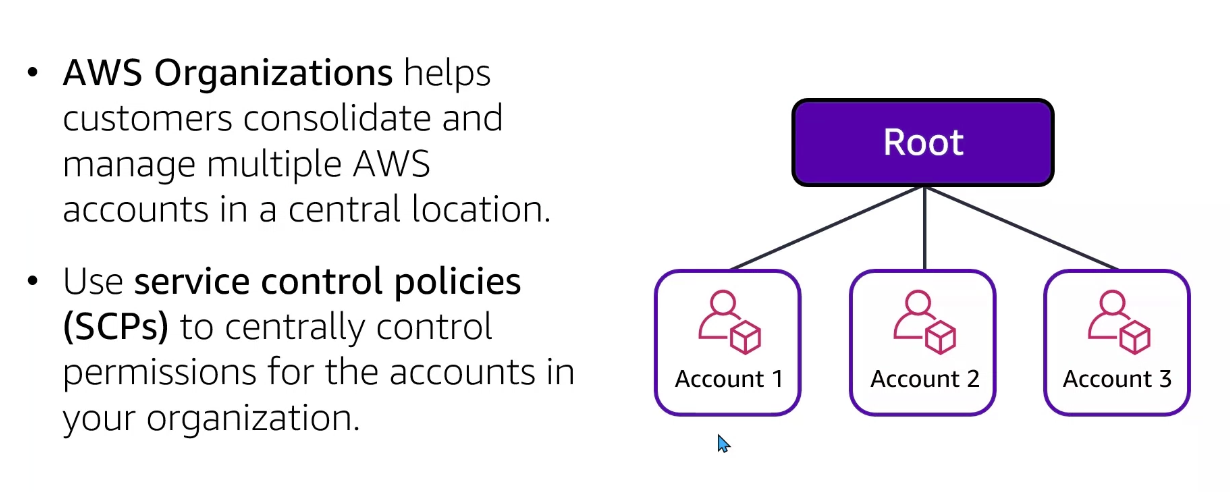 • AWS Organizations helps
customers consolidate and
manage multiple AWS
accounts in a central location.
• Use service control policies
(SCPs) to centrally control
permissions for the accounts in
your organization.
Root
Account 1
Account 2
Account 3